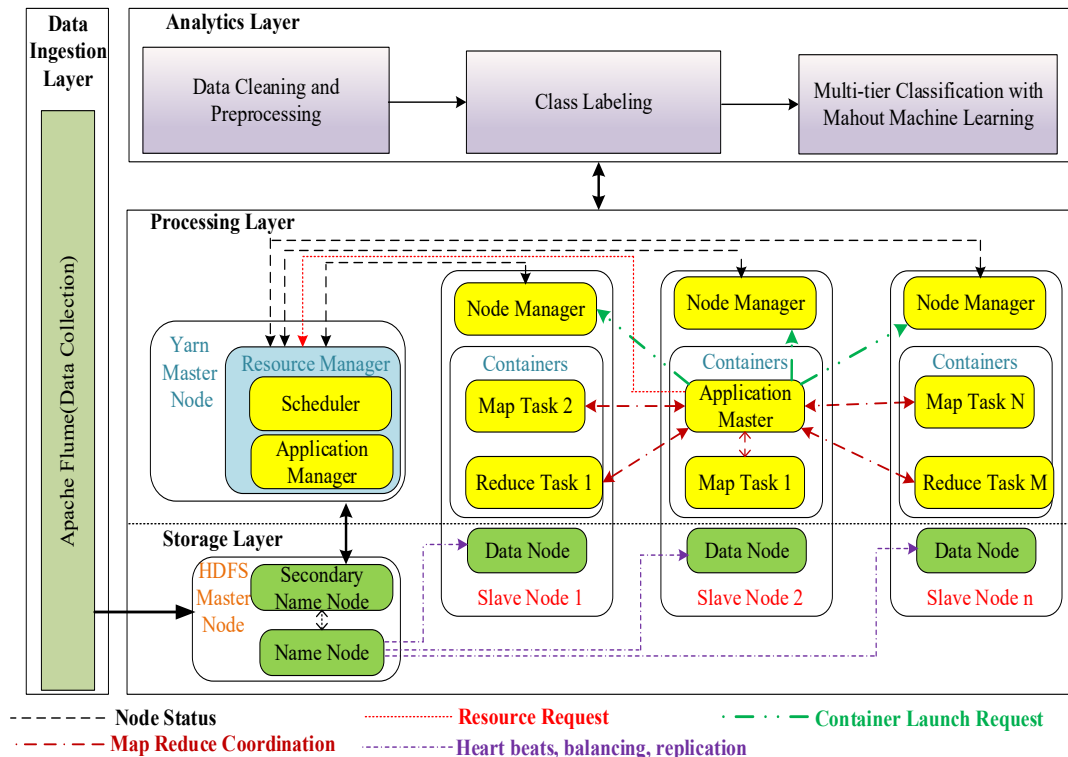 Data
Ingestion
Layer
Apache Flume(Data Collection)
Analytics Layer
Data Cleaning and
Preprocessing
Class Labeling
Multi-tier Classification with
Mahout Machine Learning
Processing Layer
Yarn
Master
Node
Resource Manager
Scheduler
Application
Manager
Node Manager
Containers
Map Task 2
Reduce Task 1
Node Manager
Containers
Application
Master
Map Task 1
Node Manager
Containers
Map Task N
Reduce Task M
Storage Layer
HDFS
Master
Node
Secondary
Name Node
Name Node
Data Node
Slave Node 1
Data Node
Slave Node 2
Data Node
Slave Node n
Node Status
Resource Request
Container Launch Request
Map Reduce Coordination
Heart beats, balancing, replication